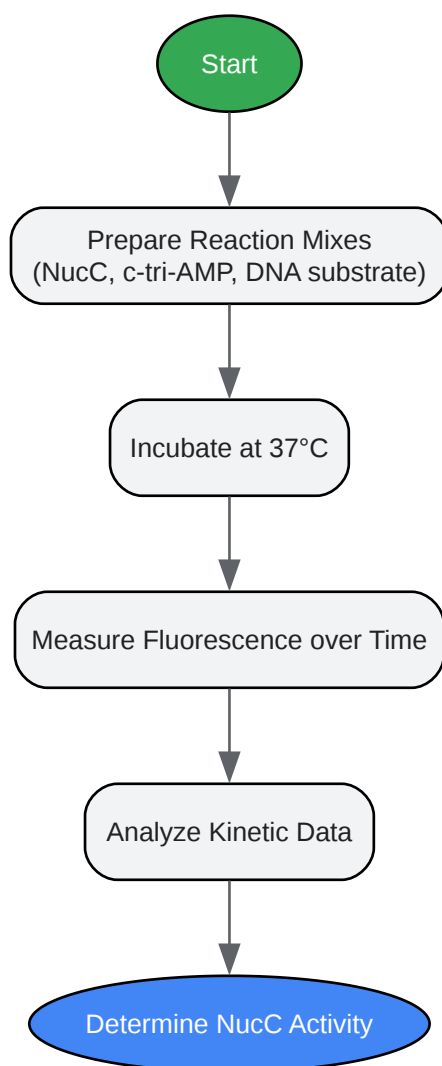 Start
Prepare Reaction Mixes
(NucC, c-tri-AMP, DNA substrate)
Incubate at 37°C
Measure Fluorescence over Time
Analyze Kinetic Data
Determine NucC Activity